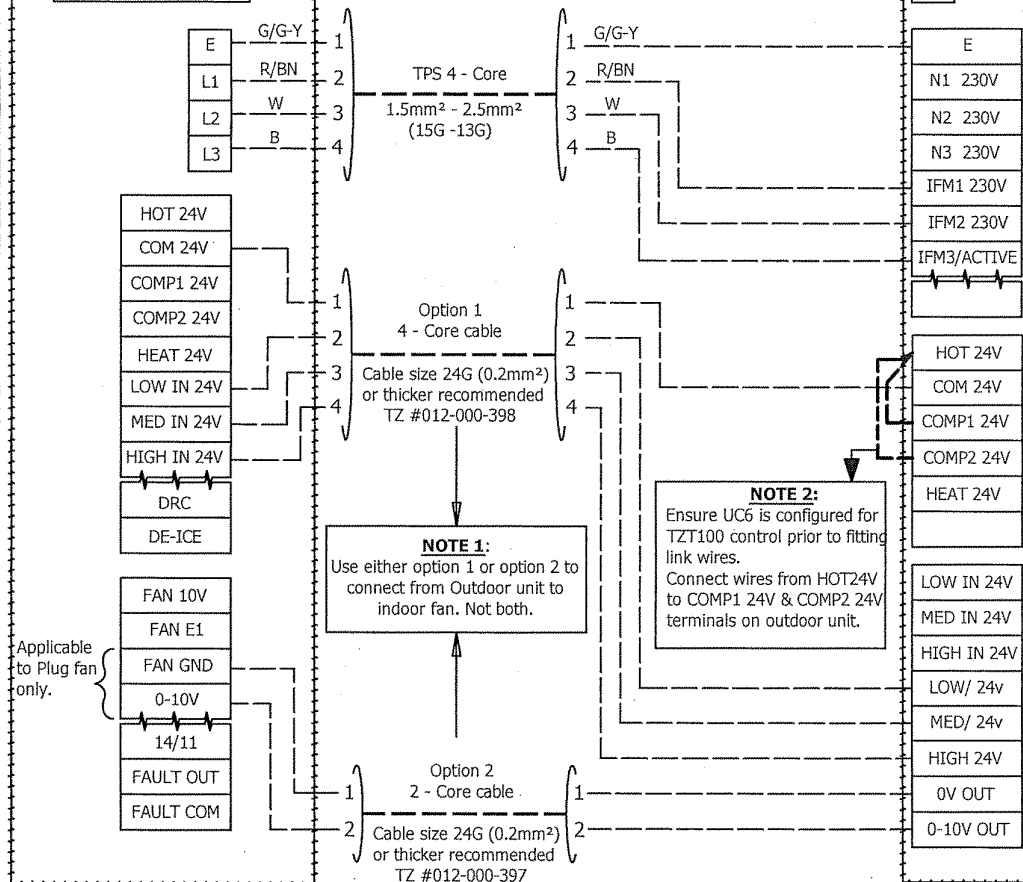 E
L1
L2
L3
G/G-Y
R/BN
W
B
1
2
3
4
TPS 4 - Core
1.5mm² - 2.5mm²
(15G -13G)
1
2
3
4
G/G-Y
R/BN
W
B
E
N1 230V
N2 230V
N3 230V
IFM1 230V
IFM2 230V
IFM3/ACTIVE
HOT 24V
COM 24V
COMP1 24V
COMP2 24V
HEAT 24V
LOW IN 24V
MED IN 24V
HIGH IN 24V
DRC
DE-ICE
1
2
3
4
Option 1
4 - Core cable
Cable size 24G (0.2mm²)
or thicker recommended
TZ #012-000-398
1
2
3
4
HOT 24V
COM 24V
COMP1 24V
COMP2 24V
HEAT 24V
NOTE 1:
Use either option 1 or option 2 to
connect from Outdoor unit to
indoor fan. Not both.
NOTE 2:
Ensure UC6 is configured for
TZT100 control prior to fitting
link wires.
Connect wires from HOT24V
to COMP1 24V & COMP2 24V
terminals on outdoor unit.
Applicable
to Plug fan
only.
FAN 10V
FAN E1
FAN GND
0-10V
14/11
FAULT OUT
FAULT COM
1
2
Option 2
2 - Core cable
Cable size 24G (0.2mm²)
or thicker recommended
TZ #012-000-397
1
2
LOW IN 24V
MED IN 24V
HIGH IN 24V
LOW/ 24v
MED/ 24v
HIGH 24V
0V OUT
0-10V OUT